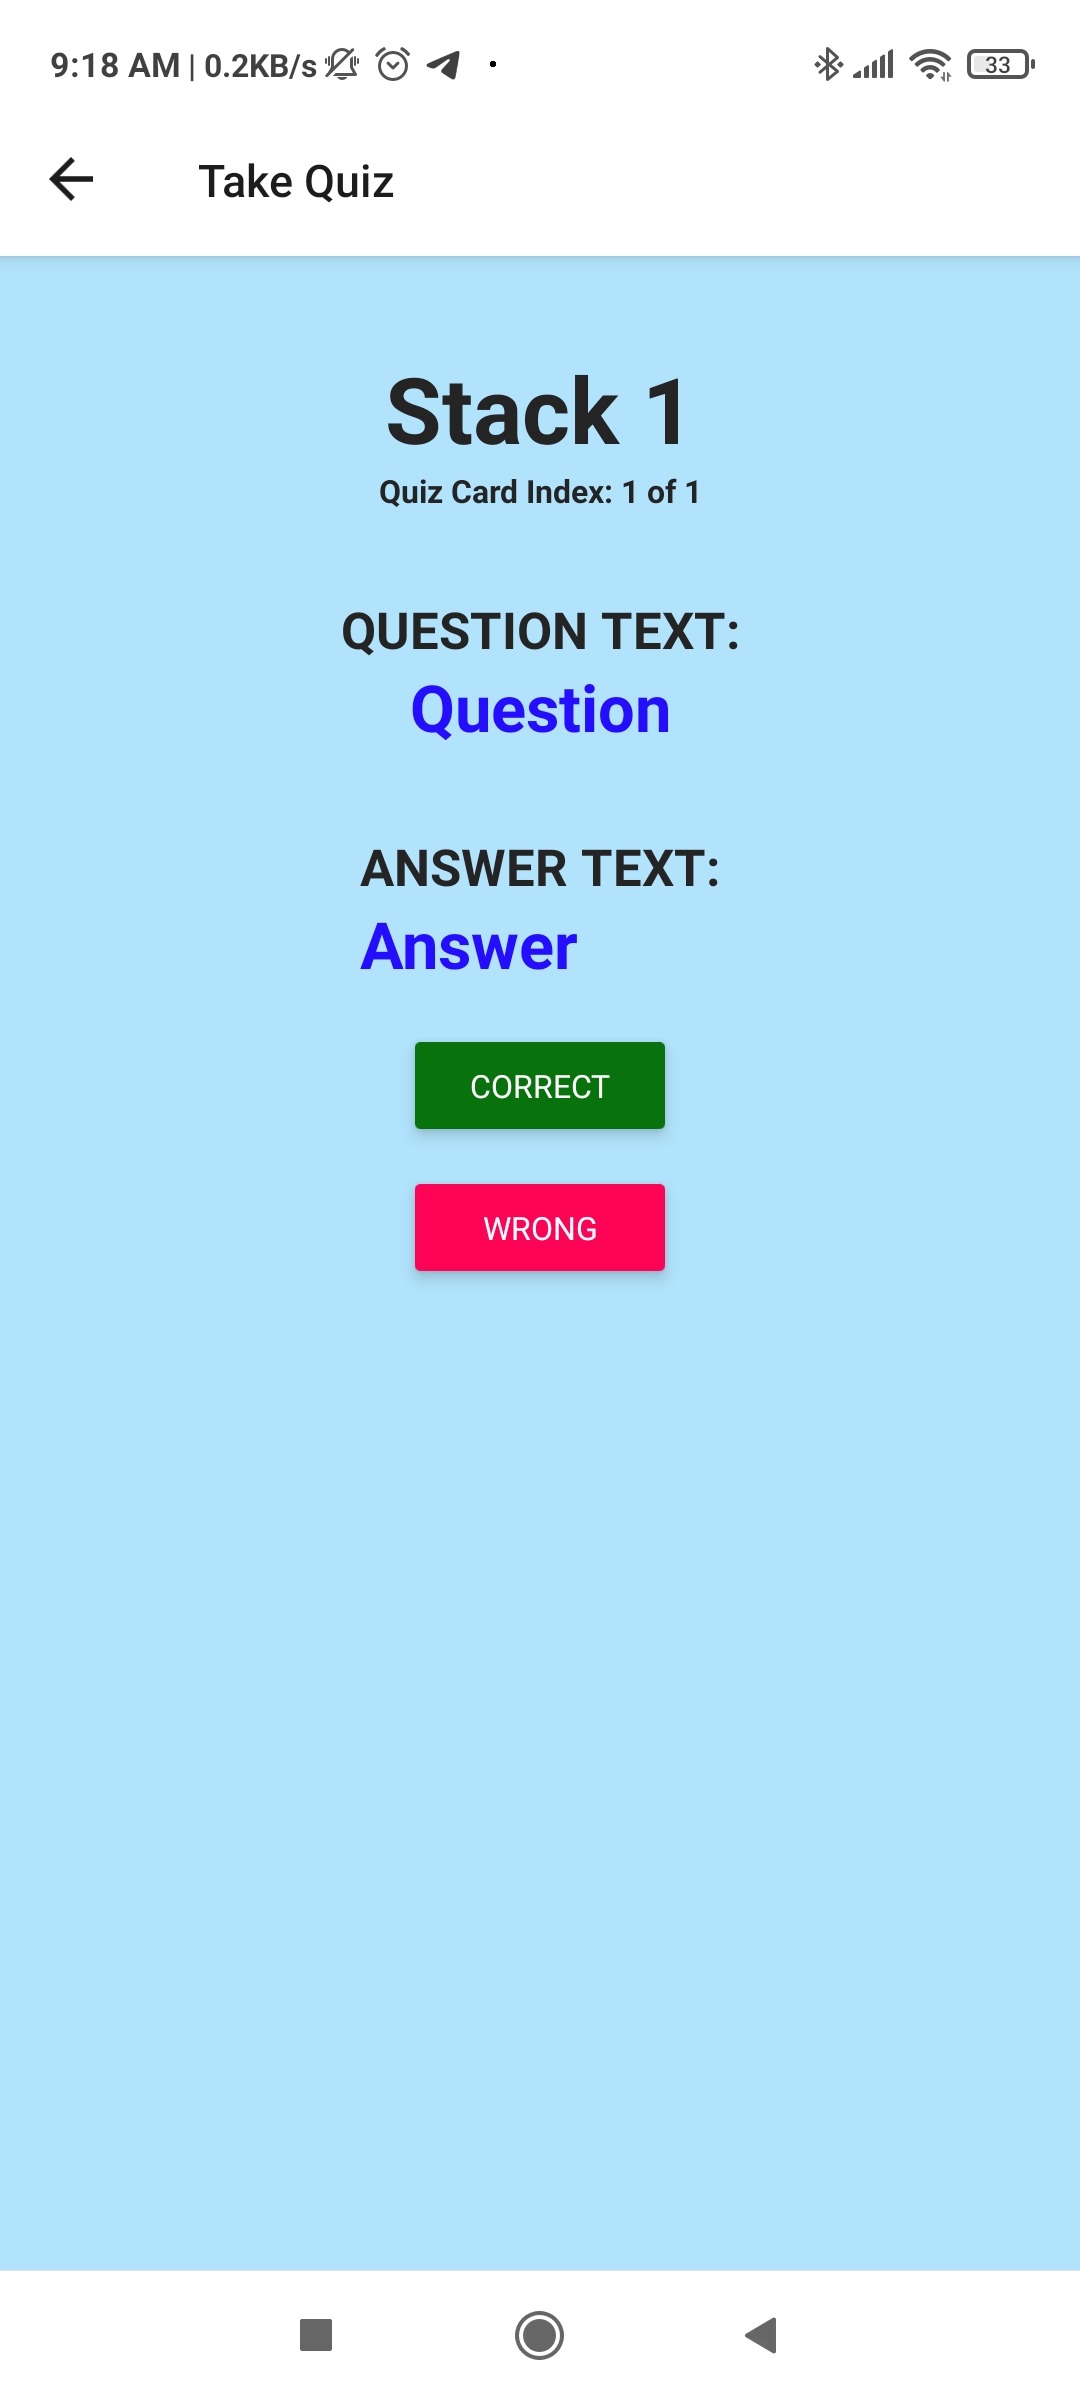 9:18 AM | 0.2KB/s 33
Take Quiz
Stack 1
Quiz Card Index: 1 of 1
QUESTION TEXT:
Question
ANSWER TEXT:
Answer
CORRECT
WRONG